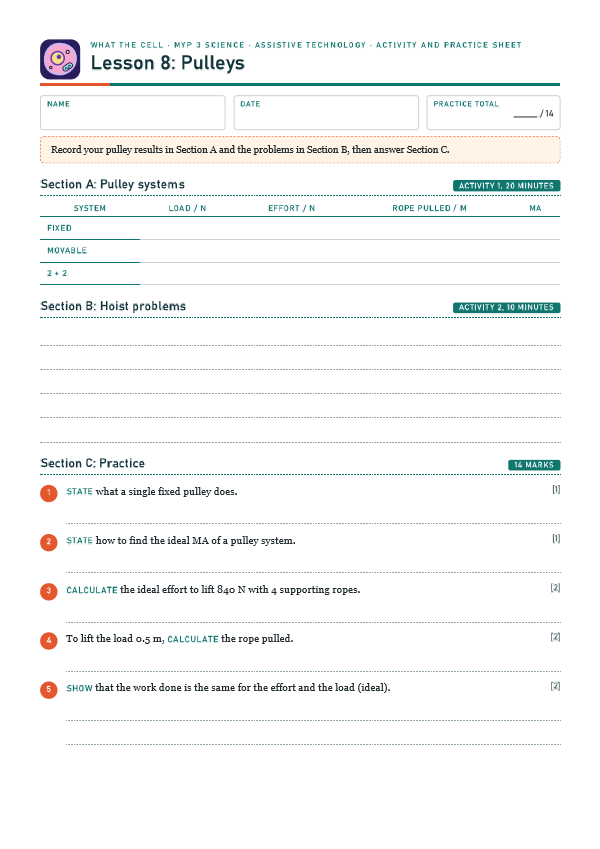 WHAT THE CELL · MYP 3 SCIENCE · ASSISTIVE TECHNOLOGY · ACTIVITY AND PRACTICE SHEET
Lesson 8: Pulleys
NAME
DATE
PRACTICE TOTAL
_____ / 14
Record your pulley results in Section A and the problems in Section B, then answer Section C.
Section A: Pulley systems
ACTIVITY 1, 20 MINUTES
SYSTEM LOAD / N EFFORT / N ROPE PULLED / M MA
FIXED
MOVABLE
2 + 2
Section B: Hoist problems
ACTIVITY 2, 10 MINUTES
Section C: Practice
14 MARKS
1 STATE what a single fixed pulley does. [1]
2 STATE how to find the ideal MA of a pulley system. [1]
3 CALCULATE the ideal effort to lift 840 N with 4 supporting ropes. [2]
4 To lift the load 0.5 m, CALCULATE the rope pulled. [2]
5 SHOW that the work done is the same for the effort and the load (ideal). [2]